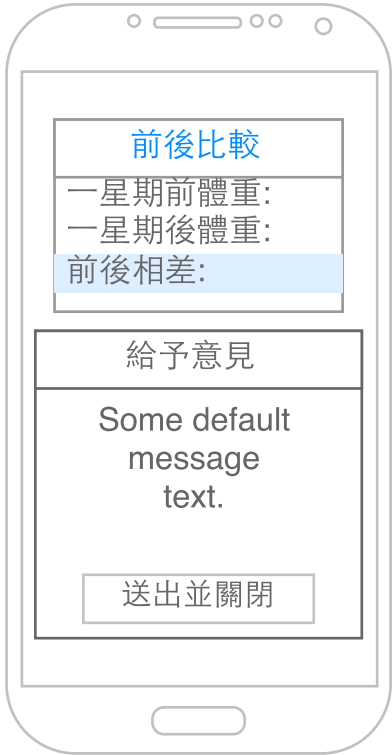 前後比較
一星期前體重:
一星期後體重:
前後相差:
給予意見
Some default
message
text.
送出並關閉